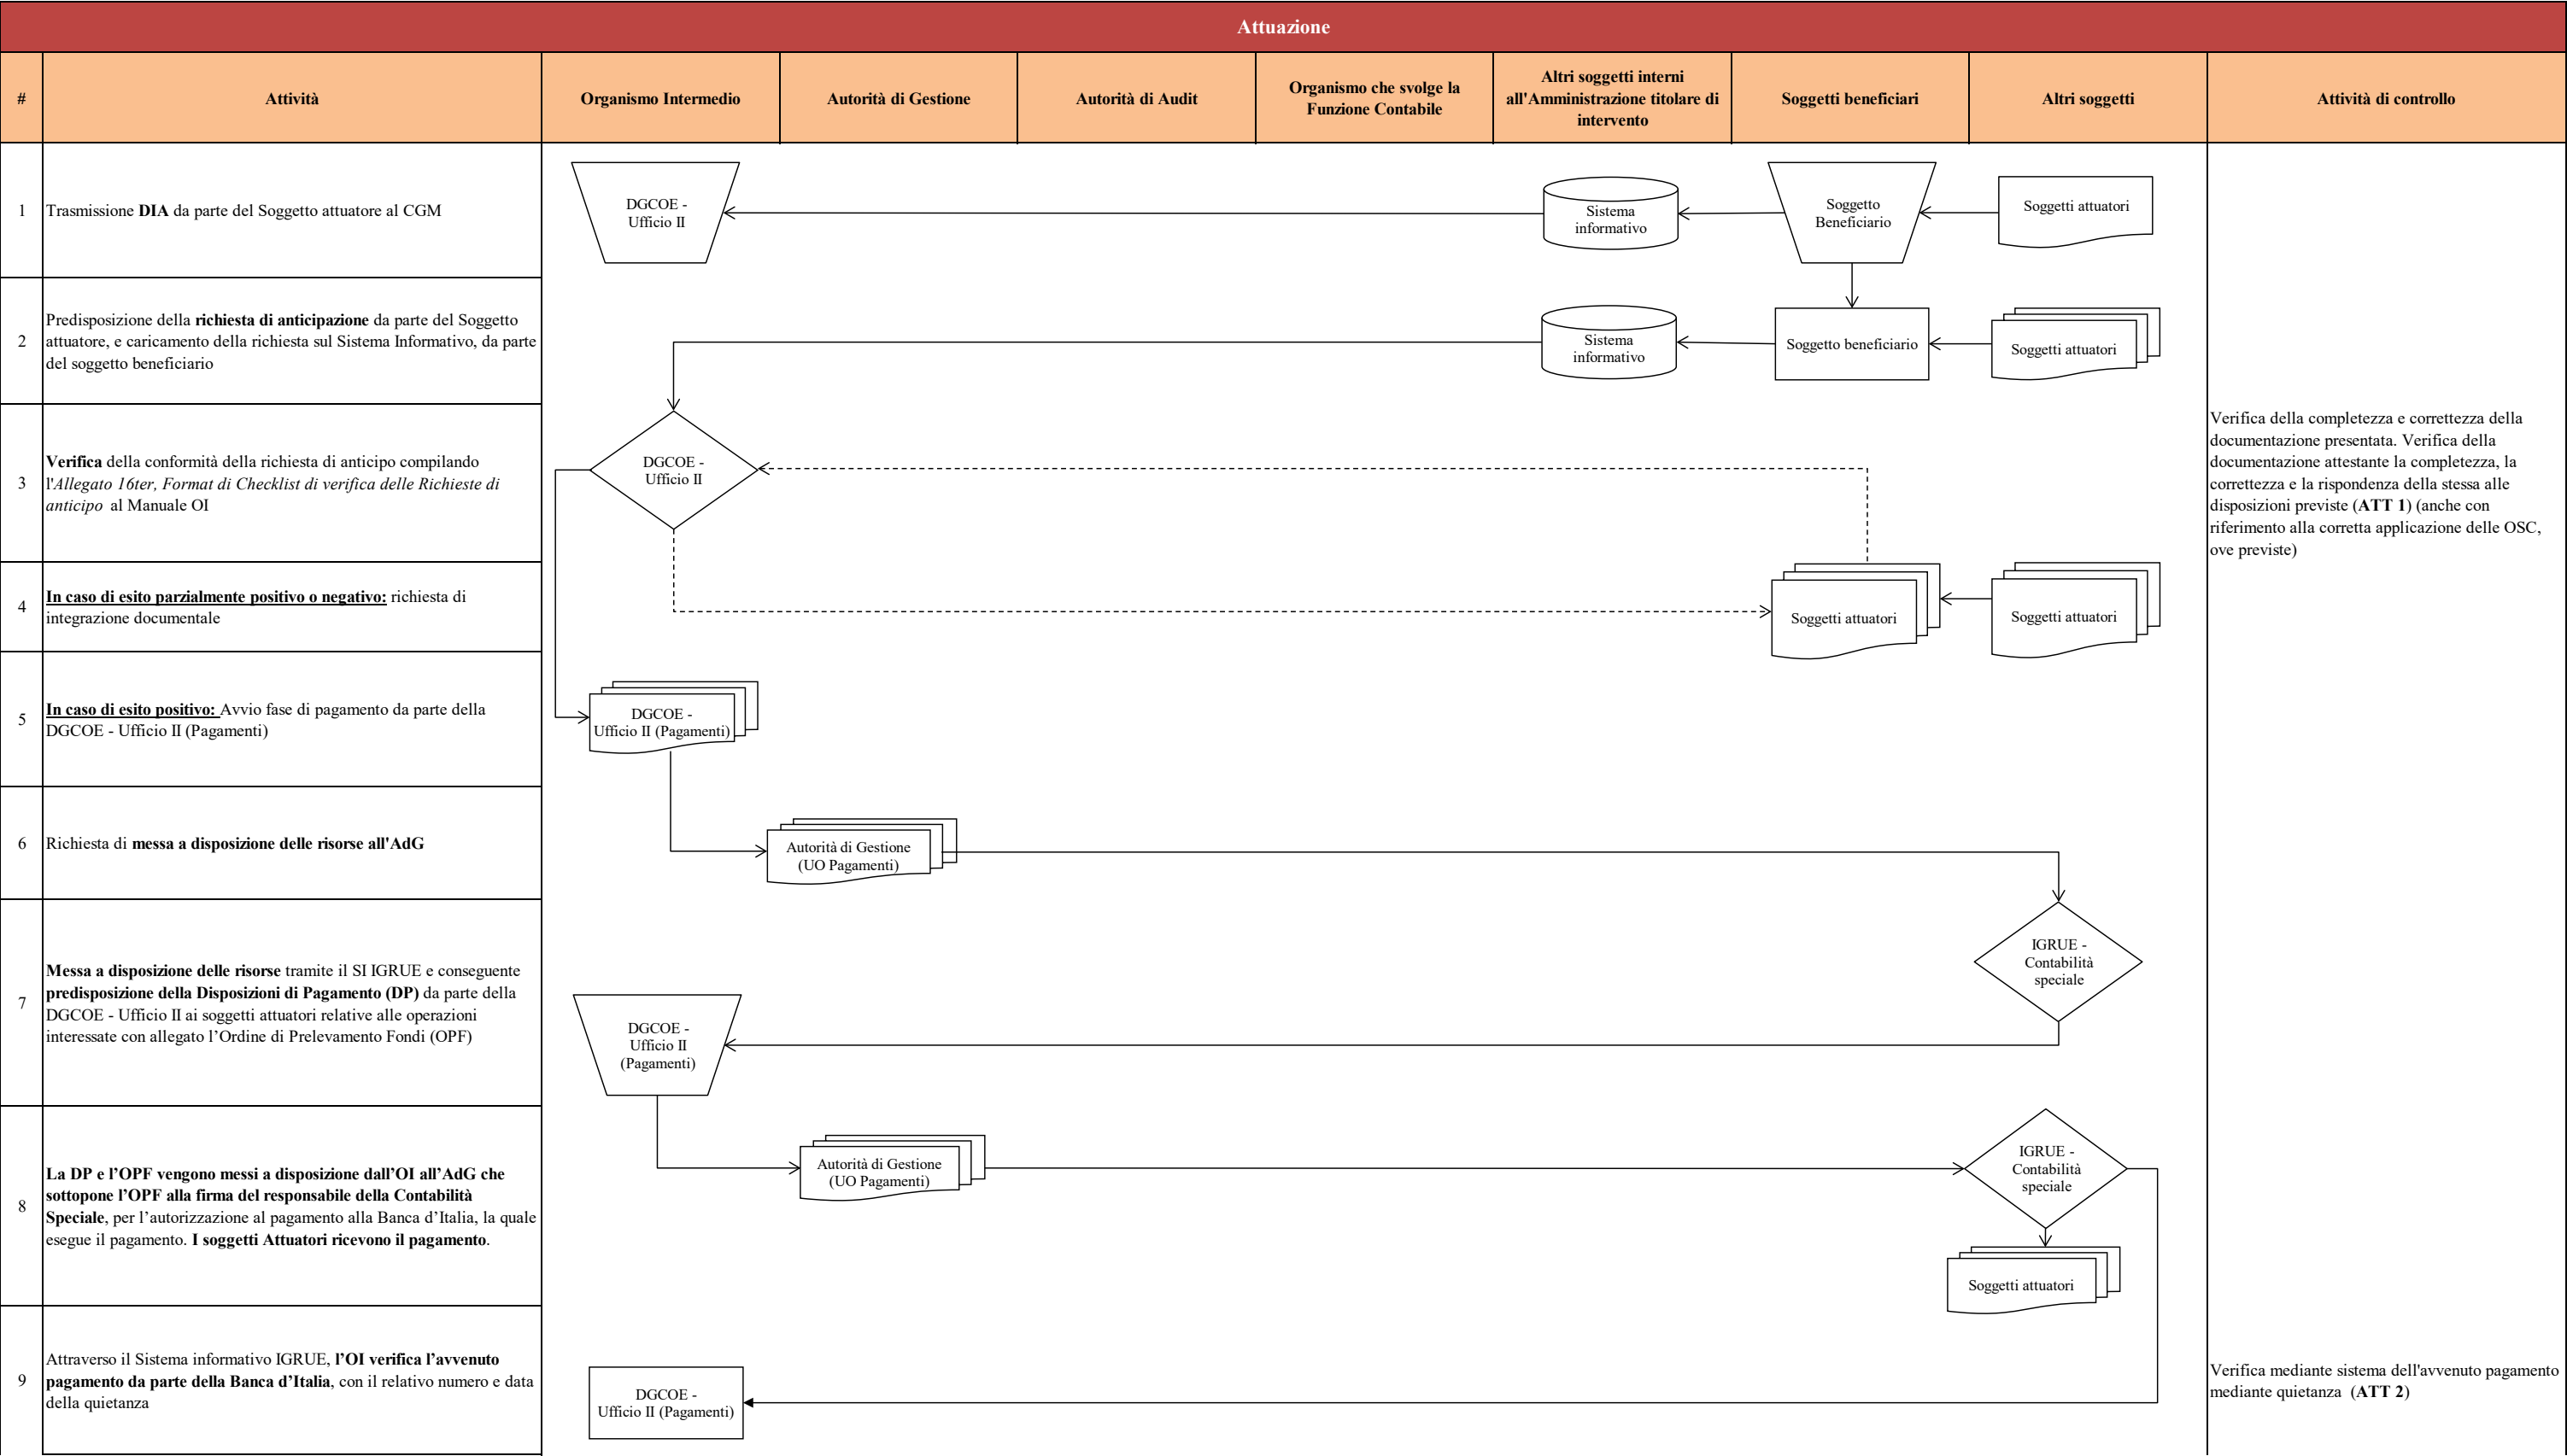 Attuazione
#
Attività
Organismo Intermedio
Autorità di Gestione
Autorità di Audit
Organismo che svolge la
Funzione Contabile
Altri soggetti interni
all'Amministrazione titolare di
intervento
Soggetti beneficiari
Altri soggetti
Attività di controllo
1
Trasmissione DIA da parte del Soggetto attuatore al CGM
DGCOE -
Ufficio II
Sistema
informativo
Soggetto
Beneficiario
Soggetti attuatori
2
Predisposizione della richiesta di anticipazione da parte del Soggetto
attuatore, e caricamento della richiesta sul Sistema Informativo, da parte
del soggetto beneficiario
Sistema
informativo
Soggetto beneficiario
Soggetti attuatori
3
Verifica della conformità della richiesta di anticipo compilando
l'Allegato 16ter, Format di Checklist di verifica delle Richieste di
anticipo al Manuale OI
DGCOE -
Ufficio II
Verifica della completezza e correttezza della
documentazione presentata. Verifica della
documentazione attestante la completezza, la
correttezza e la rispondenza della stessa alle
disposizioni previste (ATT 1) (anche con
riferimento alla corretta applicazione delle OSC,
ove previste)
4
In caso di esito parzialmente positivo o negativo: richiesta di
integrazione documentale
Soggetti attuatori
Soggetti attuatori
5
In caso di esito positivo: Avvio fase di pagamento da parte della
DGCOE - Ufficio II (Pagamenti)
DGCOE -
Ufficio II (Pagamenti)
6
Richiesta di messa a disposizione delle risorse all'AdG
Autorità di Gestione
(UO Pagamenti)
7
Messa a disposizione delle risorse tramite il SI IGRUE e conseguente
predisposizione della Disposizioni di Pagamento (DP) da parte della
DGCOE - Ufficio II ai soggetti attuatori relative alle operazioni
interessate con allegato l’Ordine di Prelevamento Fondi (OPF)
DGCOE -
Ufficio II
(Pagamenti)
IGRUE -
Contabilità
speciale
8
La DP e l’OPF vengono messi a disposizione dall’OI all’AdG che
sottopone l’OPF alla firma del responsabile della Contabilità
Speciale, per l’autorizzazione al pagamento alla Banca d’Italia, la quale
esegue il pagamento. I soggetti Attuatori ricevono il pagamento.
Autorità di Gestione
(UO Pagamenti)
IGRUE -
Contabilità
speciale
Soggetti attuatori
9
Attraverso il Sistema informativo IGRUE, l’OI verifica l’avvenuto
pagamento da parte della Banca d’Italia, con il relativo numero e data
della quietanza
DGCOE -
Ufficio II (Pagamenti)
Verifica mediante sistema dell'avvenuto pagamento
mediante quietanza (ATT 2)